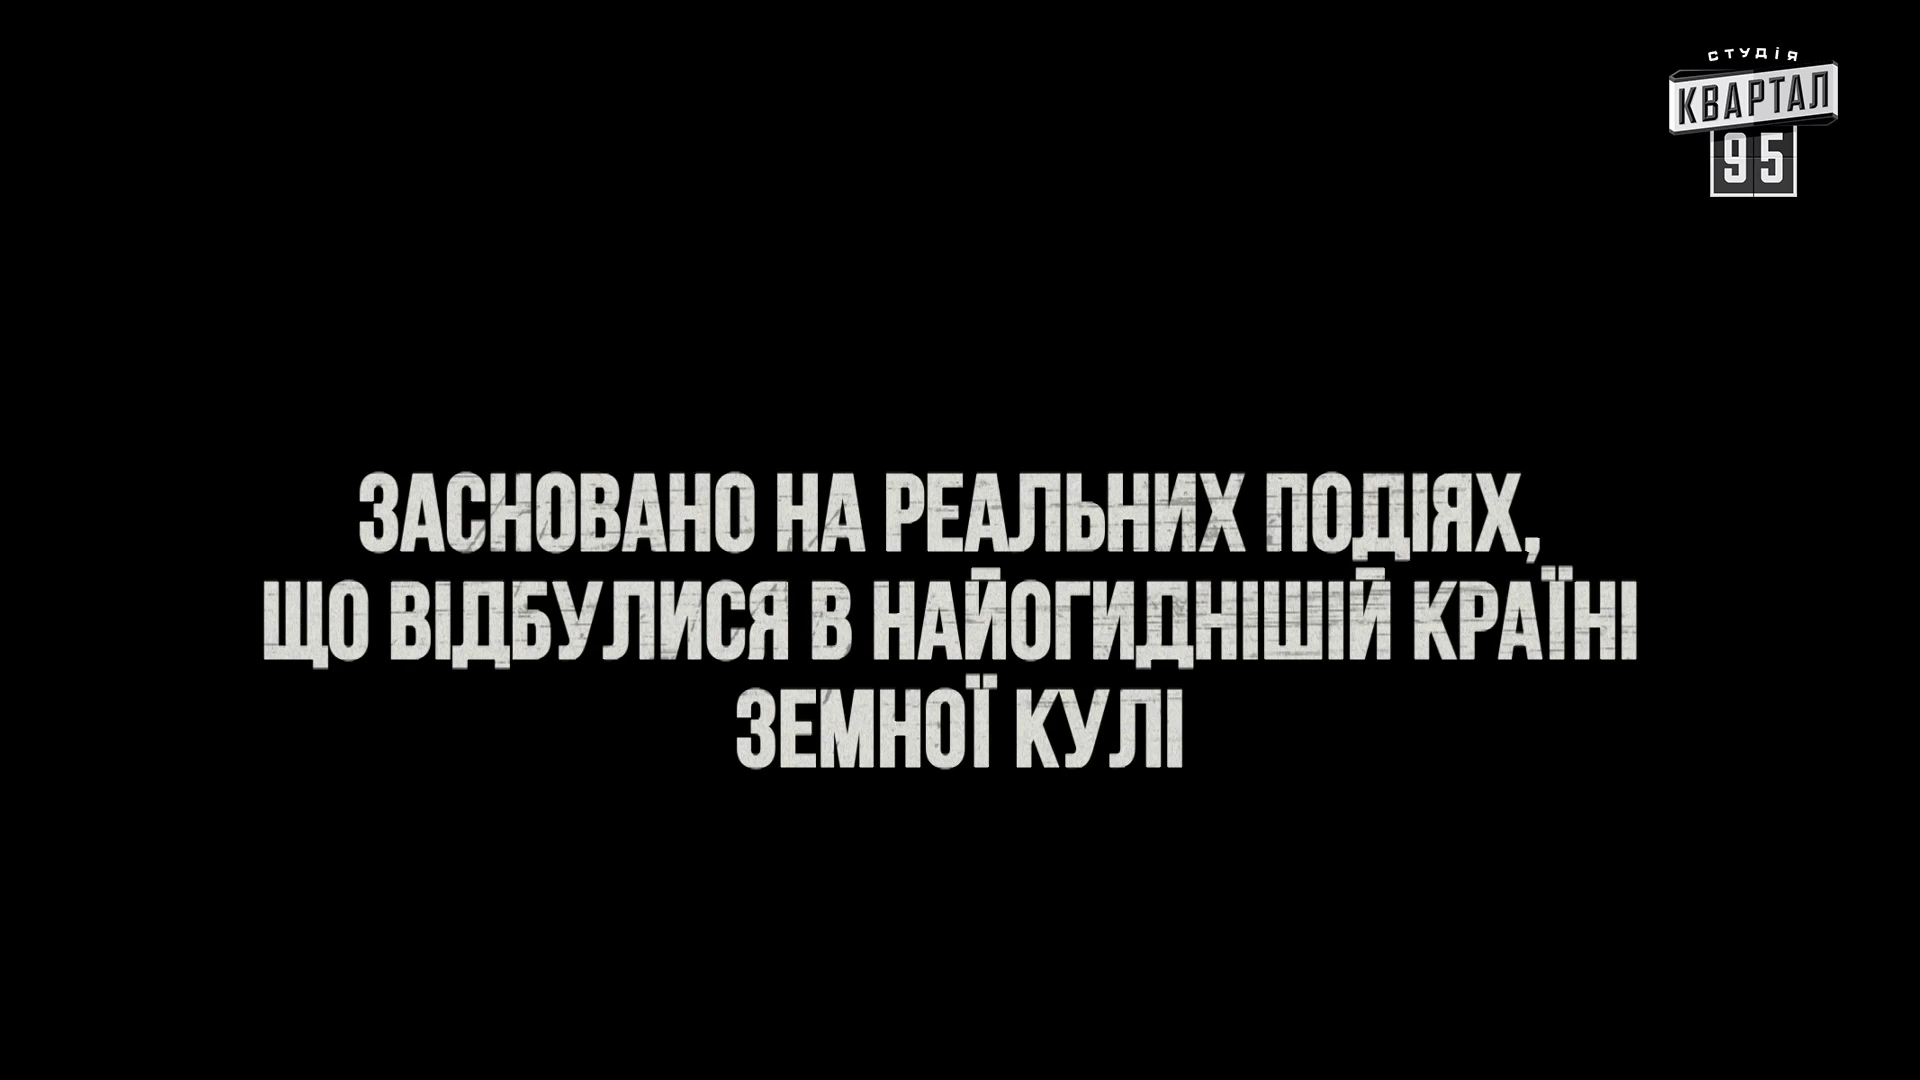 СТУДІЯ
КВАРТАЛ
95
ЗАСНОВАНО НА РЕАЛЬНИХ ПОДІЯХ,
ЩО ВІДБУЛИСЯ В НАЙОГИДНІШІЙ КРАЇНІ
ЗЕМНОЇ КУЛІ